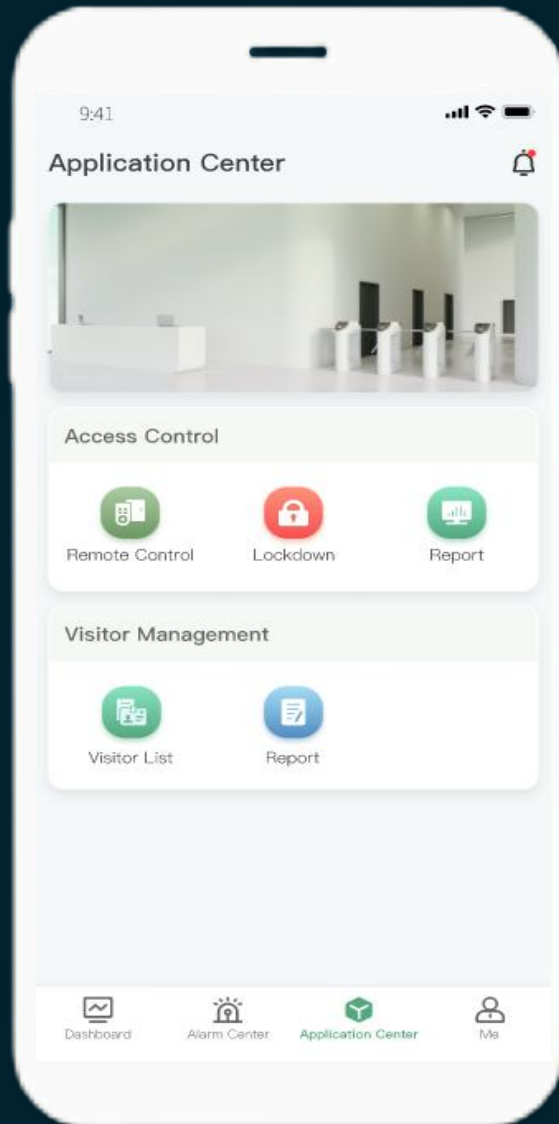 9:41
Application Center
Access Control
Remote Control Lockdown Report
Visitor Management
Visitor List Report
Dashboard Alarm Center Application Center Me